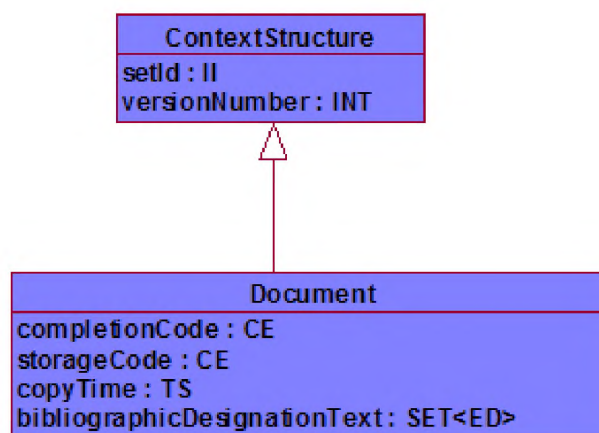 ContextStructure
setId : II
versionNumber : INT
Document
completionCode : CE
storageCode : CE
copyTime : TS
bibliographicDesignationText : SET<ED>